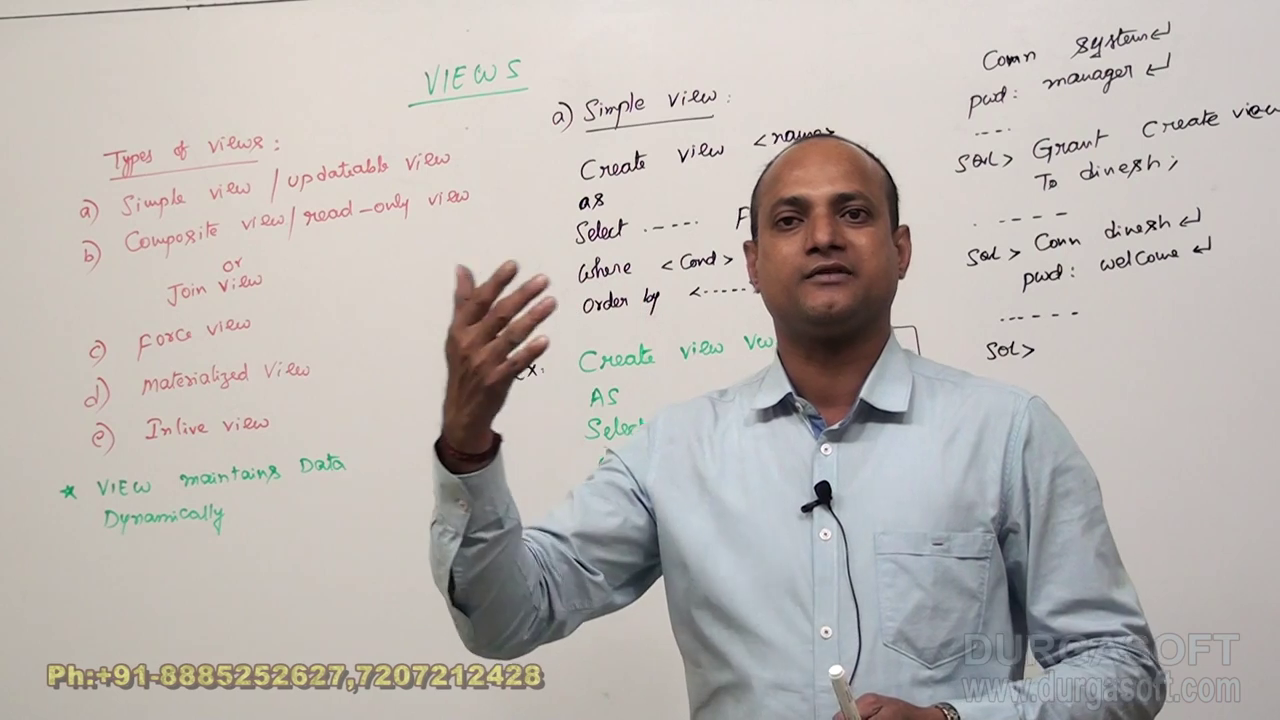 VIEWS
Types of views:
a) Simple view / updateable view
b) Composite view/read-only view
or
Join view
c) Force view
d) Materialized view
e) Inlive view
* VIEW maintains Data
Dynamically
a) Simple view:
Create view <name>
as
Select ..----. F
Where <Cond>
order by <-----
Ex:
Create view
AS
Select
Conn system↵
pwd: manager ↵
----
SQL> Grant Create view
To dinesh;
. ----
SQL> Conn dinesh ↵
pwd: welcome ↵
..----
SQL>
Ph:+91-8885252627,7207212428
DURGASOFT
www.durgasoft.com